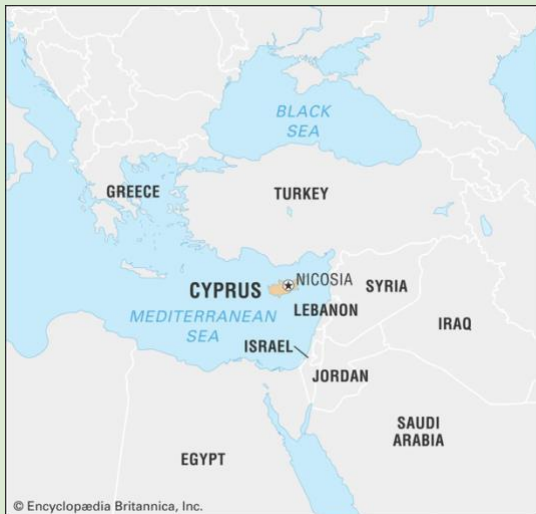 BLACK
SEA
GREECE
TURKEY
CYPRUS
NICOSIA
SYRIA
MEDITERRANEAN
SEA
LEBANON
IRAQ
ISRAEL
JORDAN
SAUDI
ARABIA
EGYPT
© Encyclopædia Britannica, Inc.